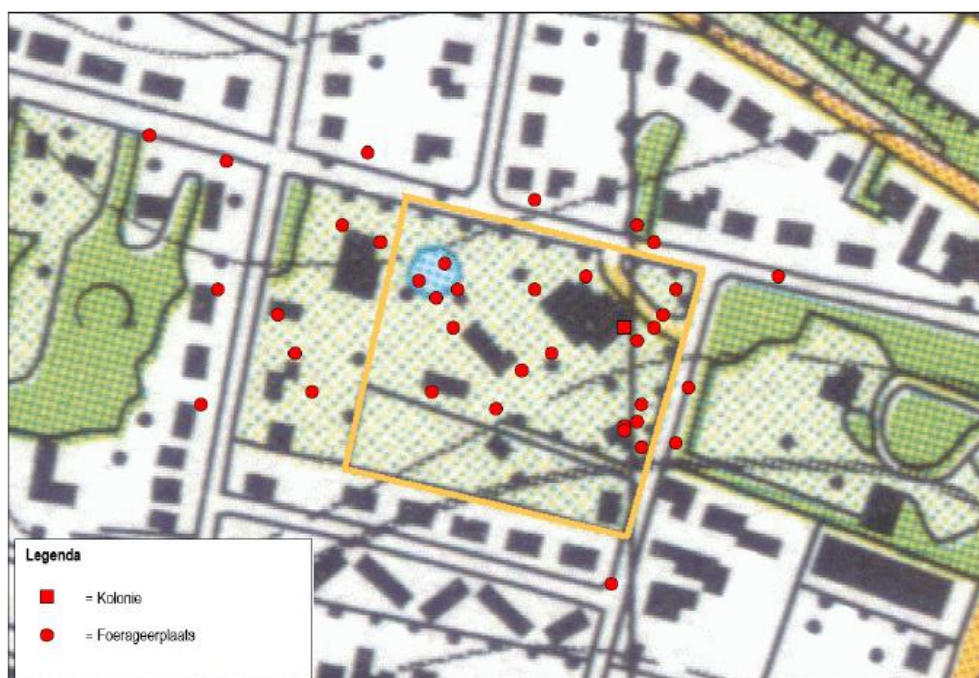 Legenda
= Kolonie
= Foerageerplaats